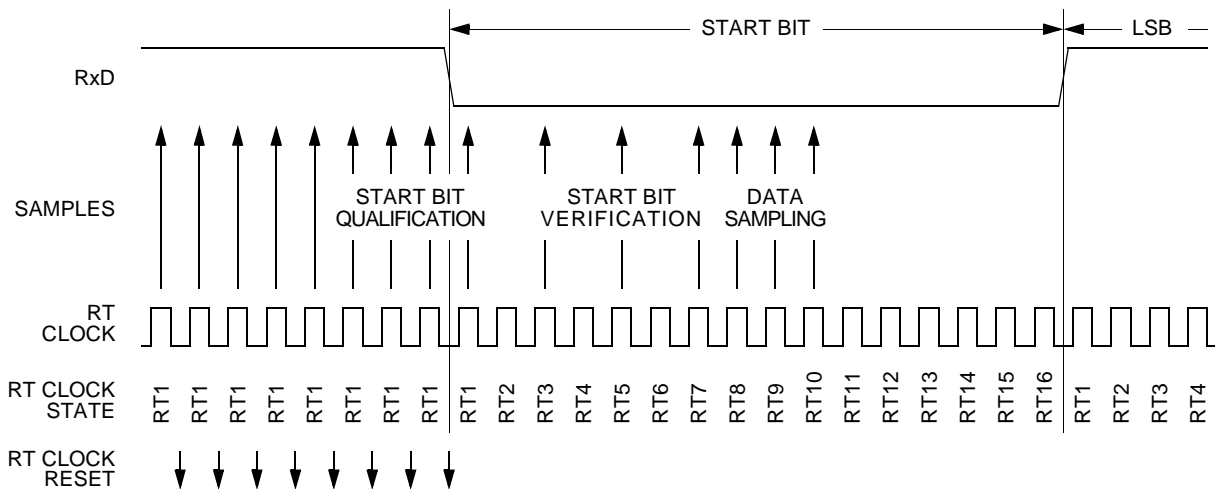 START BIT
LSB
RxD
SAMPLES
START BIT
QUALIFICATION
START BIT
VERIFICATION
DATA
SAMPLING
RT
CLOCK
RT CLOCK
STATE
RT1 RT1 RT1 RT1 RT1 RT1 RT1 RT1 RT1 RT2 RT3 RT4 RT5 RT6 RT7 RT8 RT9 RT10 RT11 RT12 RT13 RT14 RT15 RT16 RT1 RT2 RT3 RT4
RT CLOCK
RESET